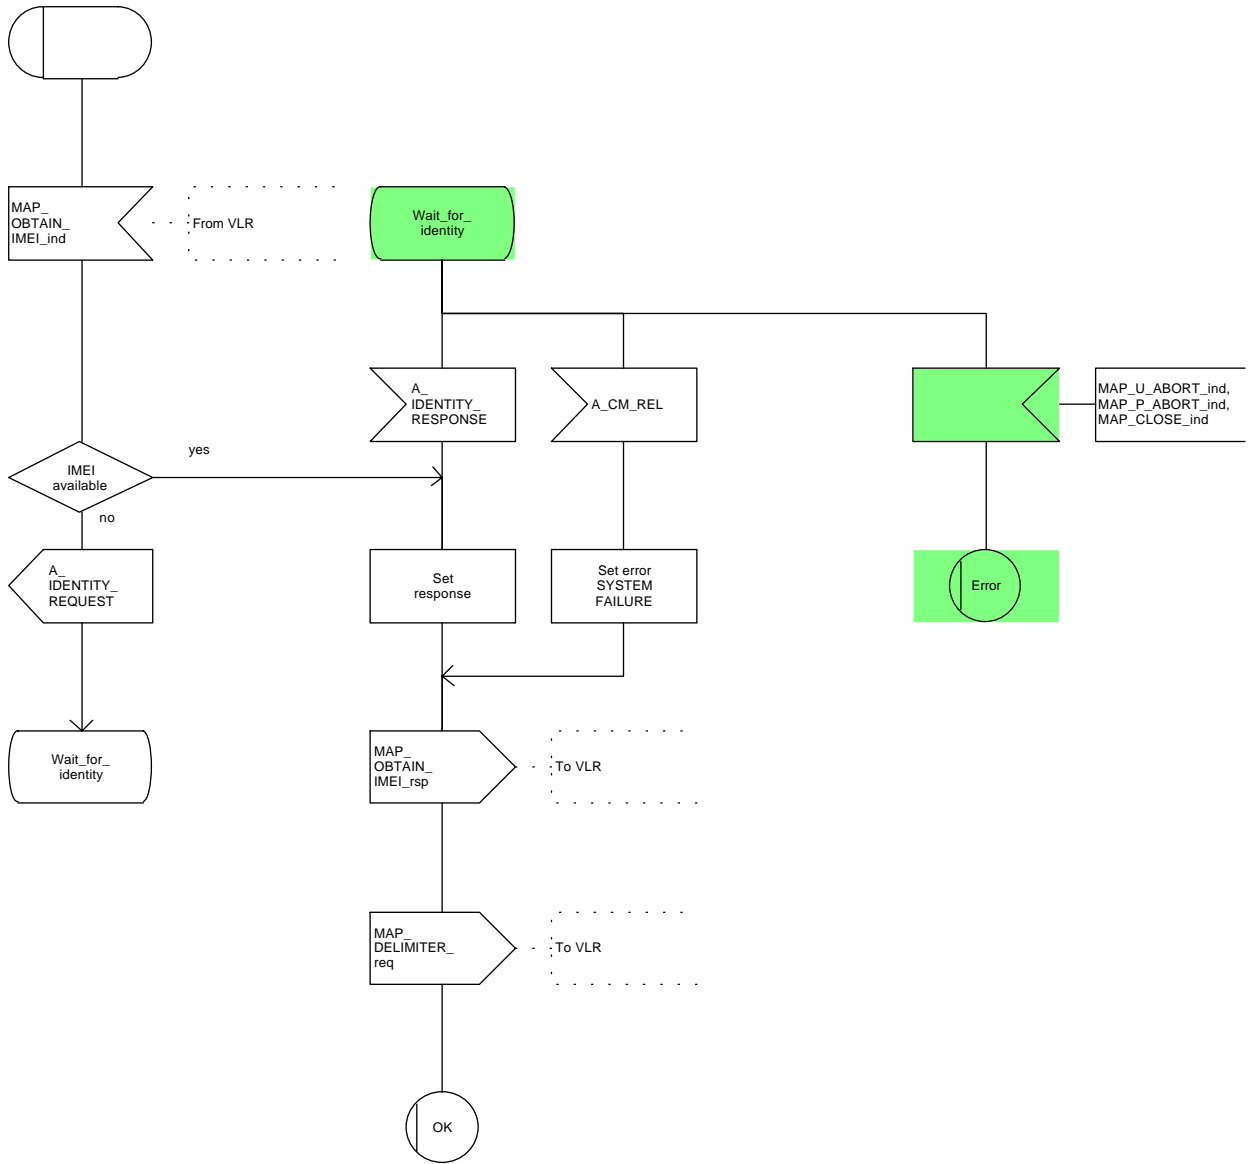 MAP_
OBTAIN_
IMEI_ind
From VLR
Wait_for_
identity
A_
IDENTITY_
RESPONSE
A_CM_REL
MAP_U_ABORT_ind,
MAP_P_ABORT_ind,
MAP_CLOSE_ind
IMEI
available
yes
no
A_
IDENTITY_
REQUEST
Set
response
Set error
SYSTEM
FAILURE
Error
Wait_for_
identity
MAP_
OBTAIN_
IMEI_rsp
To VLR
MAP_
DELIMITER_
req
To VLR
OK